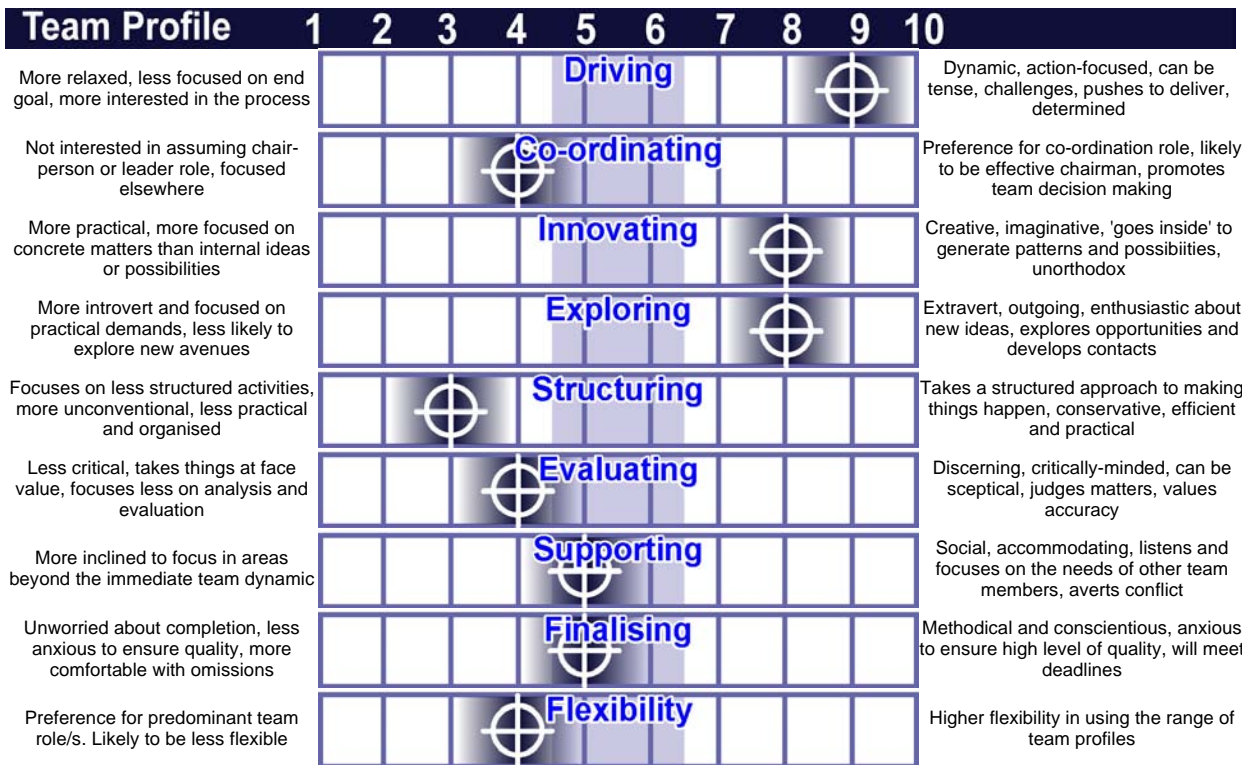 Team Profile 1 2 3 4 5 6 7 8 9 10
More relaxed, less focused on end
goal, more interested in the process
Driving
Dynamic, action-focused, can be
tense, challenges, pushes to deliver,
determined
Not interested in assuming chair-
person or leader role, focused
elsewhere
Co-ordinating
Preference for co-ordination role, likely
to be effective chairman, promotes
team decision making
More practical, more focused on
concrete matters than internal ideas
or possibilities
Innovating
Creative, imaginative, 'goes inside' to
generate patterns and possibiities,
unorthodox
More introvert and focused on
practical demands, less likely to
explore new avenues
Exploring
Extravert, outgoing, enthusiastic about
new ideas, explores opportunities and
develops contacts
Focuses on less structured activities,
more unconventional, less practical
and organised
Structuring
Takes a structured approach to making
things happen, conservative, efficient
and practical
Less critical, takes things at face
value, focuses less on analysis and
evaluation
Evaluating
Discerning, critically-minded, can be
sceptical, judges matters, values
accuracy
More inclined to focus in areas
beyond the immediate team dynamic
Supporting
Social, accommodating, listens and
focuses on the needs of other team
members, averts conflict
Unworried about completion, less
anxious to ensure quality, more
comfortable with omissions
Finalising
Methodical and conscientious, anxious
to ensure high level of quality, will meet
deadlines
Preference for predominant team
role/s. Likely to be less flexible
Flexibility
Higher flexibility in using the range of
team profiles